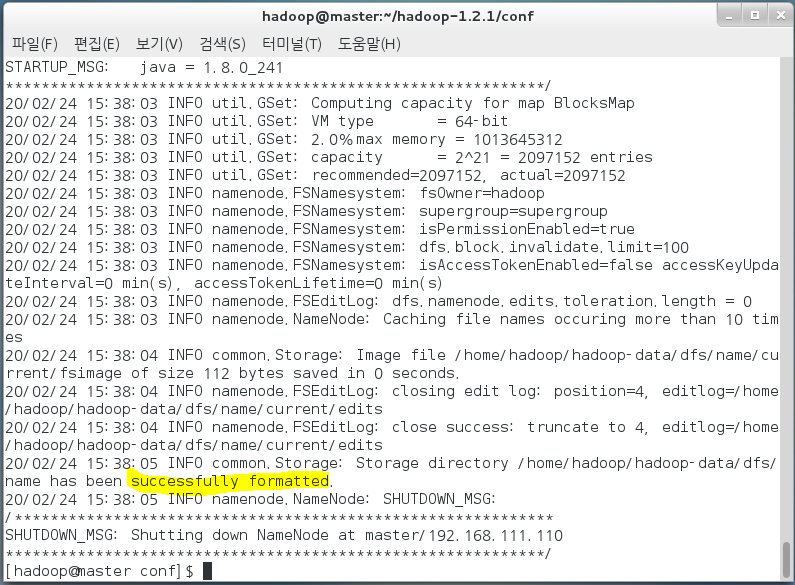 hadoop@master:~/hadoop-1.2.1/conf
파일(F) 편집(E) 보기(V) 검색(S) 터미널(T) 도움말(H)
STARTUP_MSG:   java = 1.8.0_241
************************************************************/
20/02/24 15:38:03 INFO util.GSet: Computing capacity for map BlocksMap
20/02/24 15:38:03 INFO util.GSet: VM type       = 64-bit
20/02/24 15:38:03 INFO util.GSet: 2.0% max memory = 1013645312
20/02/24 15:38:03 INFO util.GSet: capacity      = 2^21 = 2097152 entries
20/02/24 15:38:03 INFO util.GSet: recommended=2097152, actual=2097152
20/02/24 15:38:03 INFO namenode.FSNamesystem: fsOwner=hadoop
20/02/24 15:38:03 INFO namenode.FSNamesystem: supergroup=supergroup
20/02/24 15:38:03 INFO namenode.FSNamesystem: isPermissionEnabled=true
20/02/24 15:38:03 INFO namenode.FSNamesystem: dfs.block.invalidate.limit=100
20/02/24 15:38:03 INFO namenode.FSNamesystem: isAccessTokenEnabled=false accessKeyUpda
teInterval=0 min(s), accessTokenLifetime=0 min(s)
20/02/24 15:38:03 INFO namenode.FSEditLog: dfs.namenode.edits.toleration.length = 0
20/02/24 15:38:03 INFO namenode.NameNode: Caching file names occuring more than 10 tim
es
20/02/24 15:38:04 INFO common.Storage: Image file /home/hadoop/hadoop-data/dfs/name/cu
rrent/fsimage of size 112 bytes saved in 0 seconds.
20/02/24 15:38:04 INFO namenode.FSEditLog: closing edit log: position=4, editlog=/home
/hadoop/hadoop-data/dfs/name/current/edits
20/02/24 15:38:04 INFO namenode.FSEditLog: close success: truncate to 4, editlog=/home
/hadoop/hadoop-data/dfs/name/current/edits
20/02/24 15:38:05 INFO common.Storage: Storage directory /home/hadoop/hadoop-data/dfs/
name has been successfully formatted.
20/02/24 15:38:05 INFO namenode.NameNode: SHUTDOWN_MSG:
/************************************************************
SHUTDOWN_MSG: Shutting down NameNode at master/192.168.111.110
************************************************************/
[hadoop@master conf]$